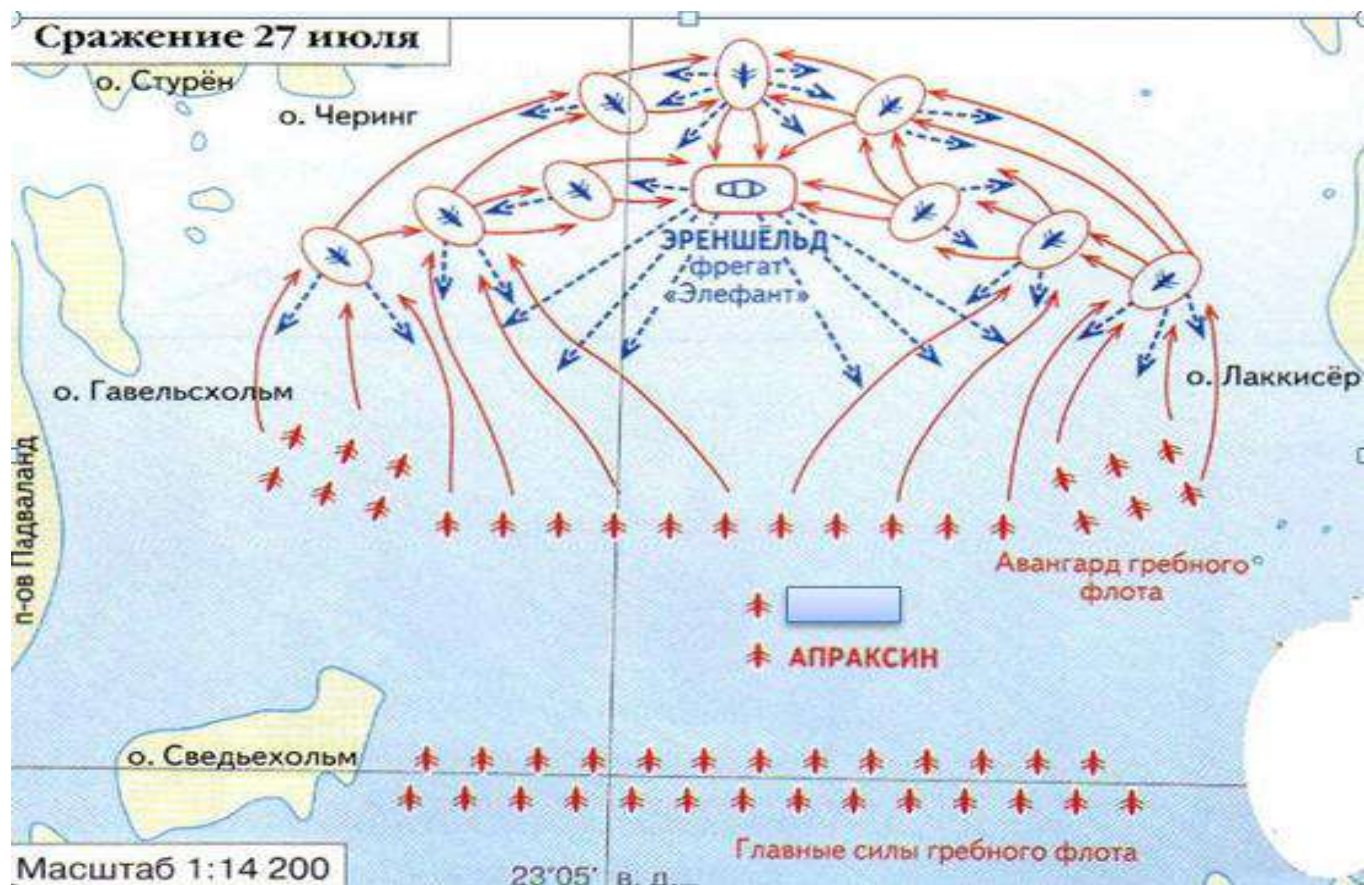 Сражение 27 июля
о. Стурён
о. Черинг
ЭРЕНШЁЛЬД
фрегат
«Элефант»
о. Гавельсхольм
о. Лаккисёр
п-ов Падваланд
Авангард гребного
флота
АПРАКСИН
о. Сведьехольм
Главные силы гребного флота
Масштаб 1:14 200
23°05' в. д.